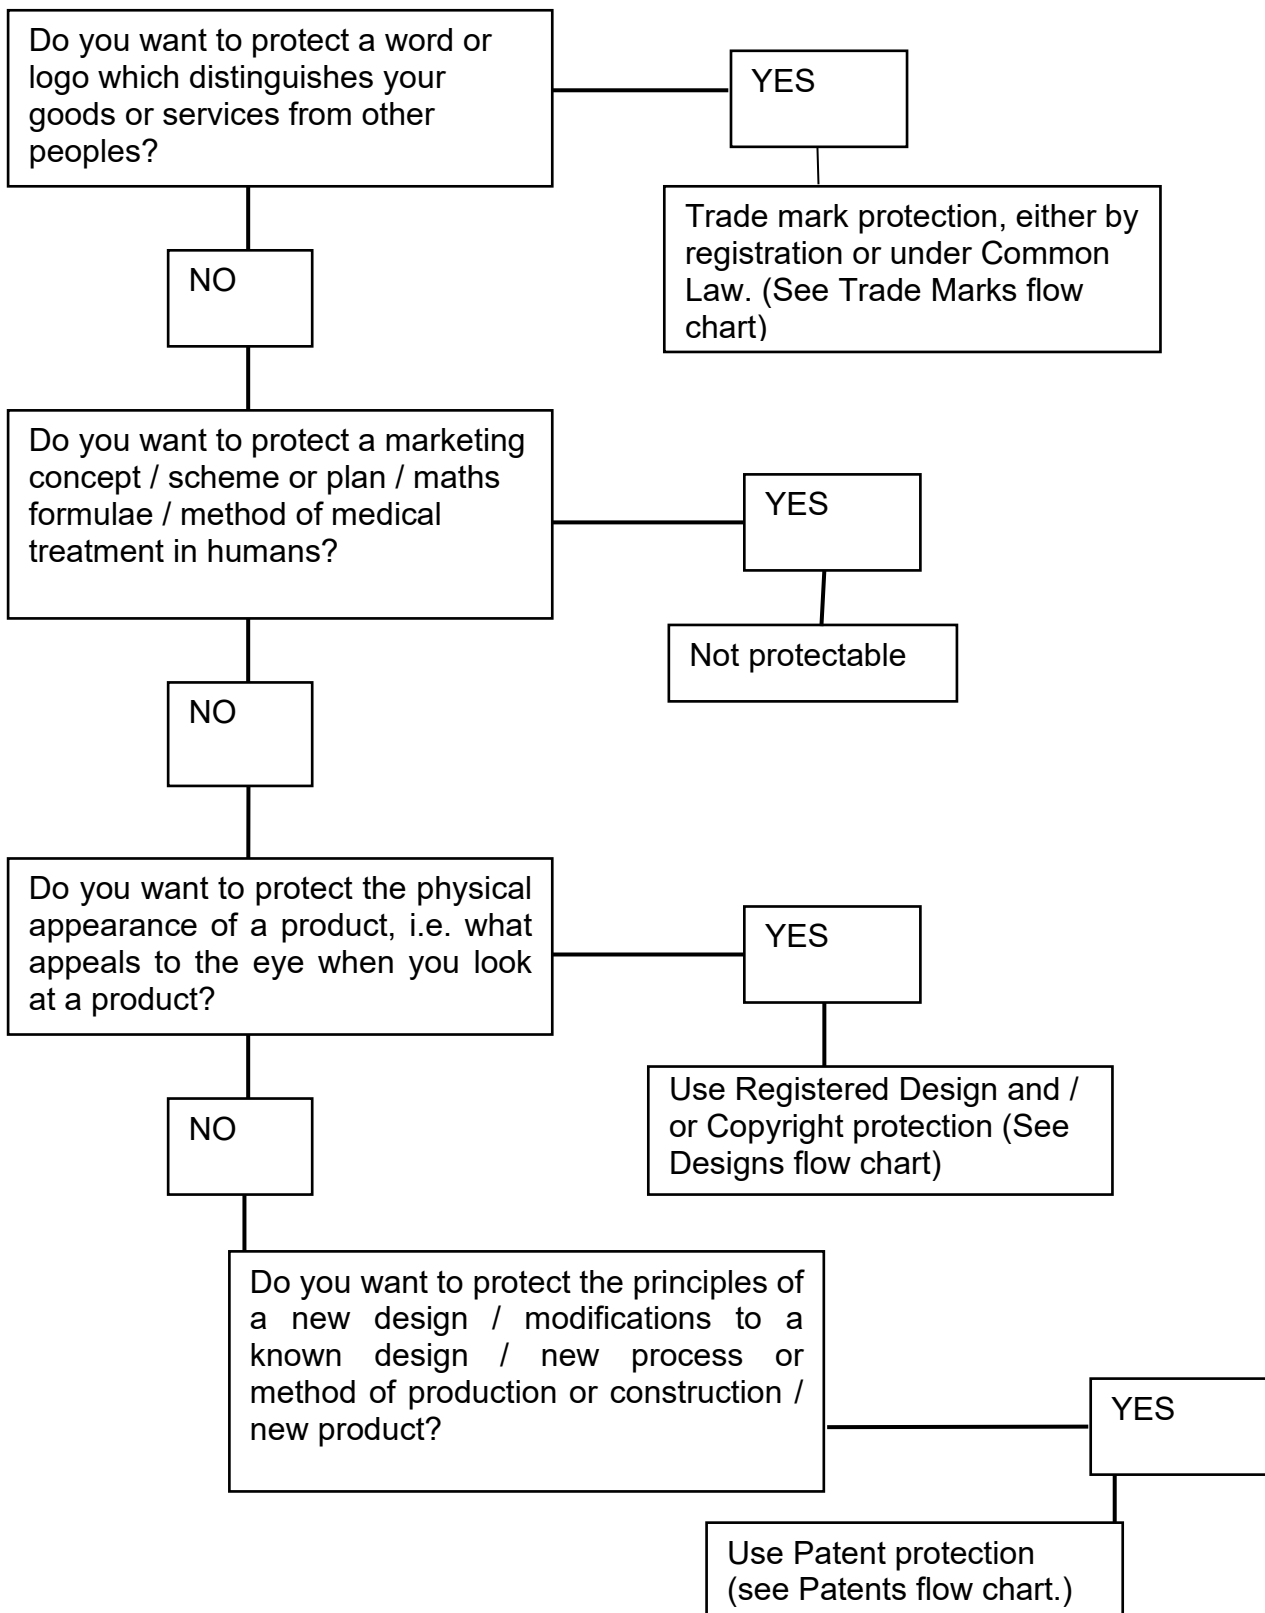 Do you want to protect a word or
logo which distinguishes your
goods or services from other
peoples?
YES
Trade mark protection, either by
registration or under Common
Law. (See Trade Marks flow
chart)
NO
Do you want to protect a marketing
concept / scheme or plan / maths
formulae / method of medical
treatment in humans?
YES
Not protectable
NO
Do you want to protect the physical
appearance of a product, i.e. what
appeals to the eye when you look
at a product?
YES
Use Registered Design and /
or Copyright protection (See
Designs flow chart)
NO
Do you want to protect the principles of
a new design / modifications to a
known design / new process or
method of production or construction /
new product?
YES
Use Patent protection
(see Patents flow chart.)